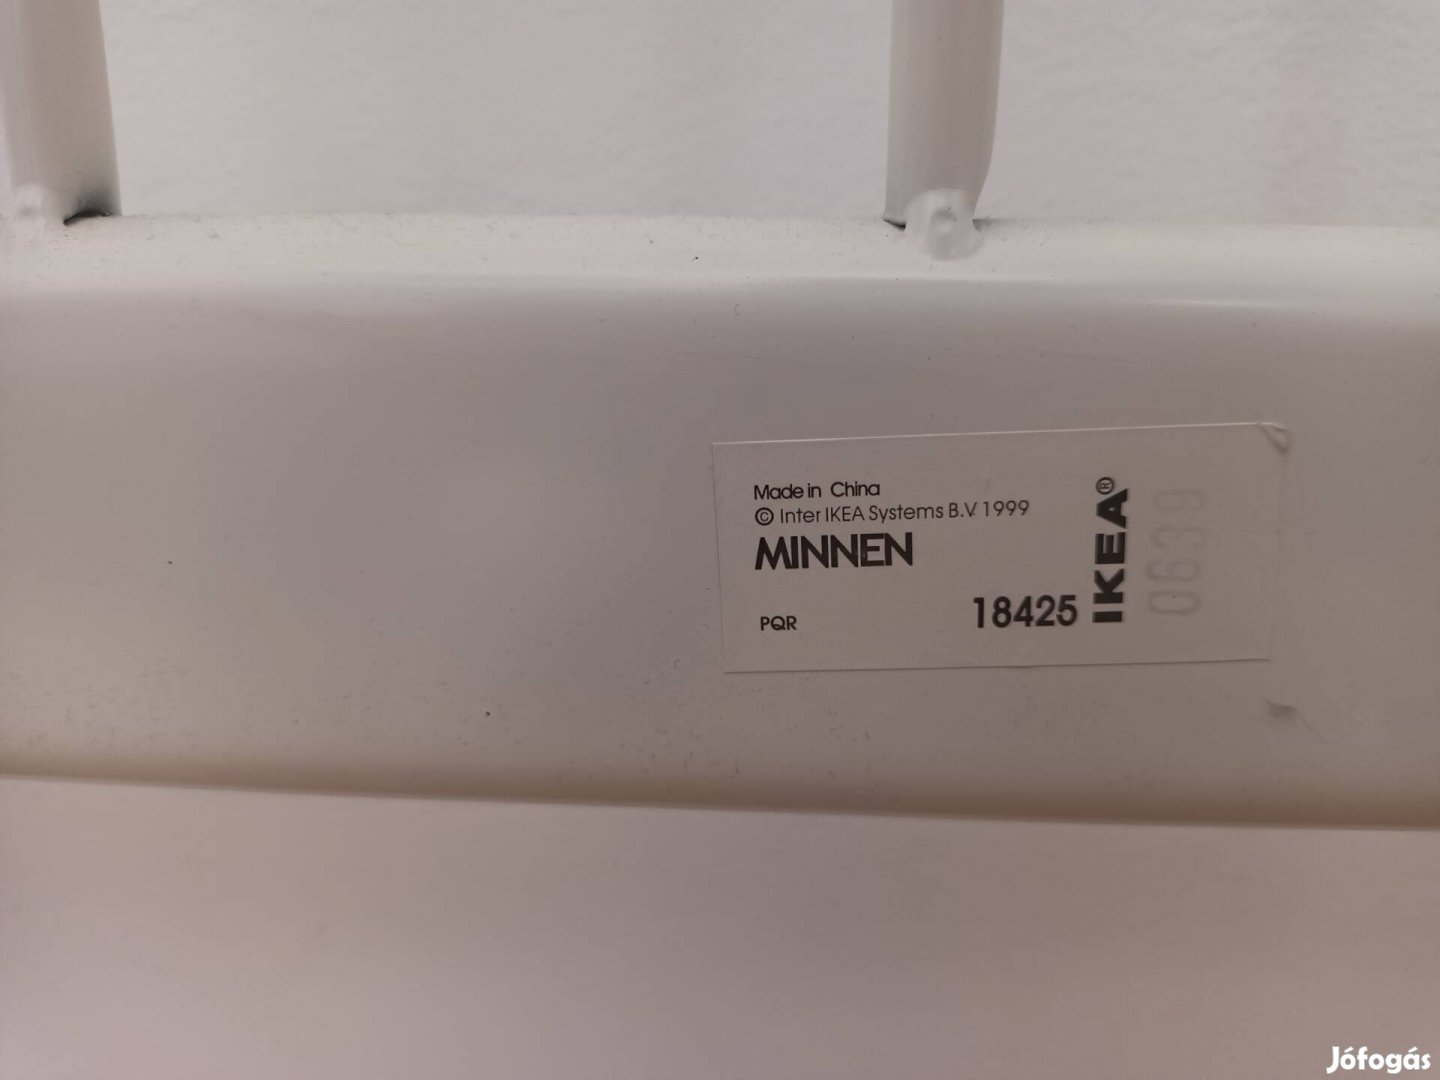 Made in China
© Inter IKEA Systems B.V. 1999
MINNEN
PQR
18425
IKEA®
0639
Jófogás